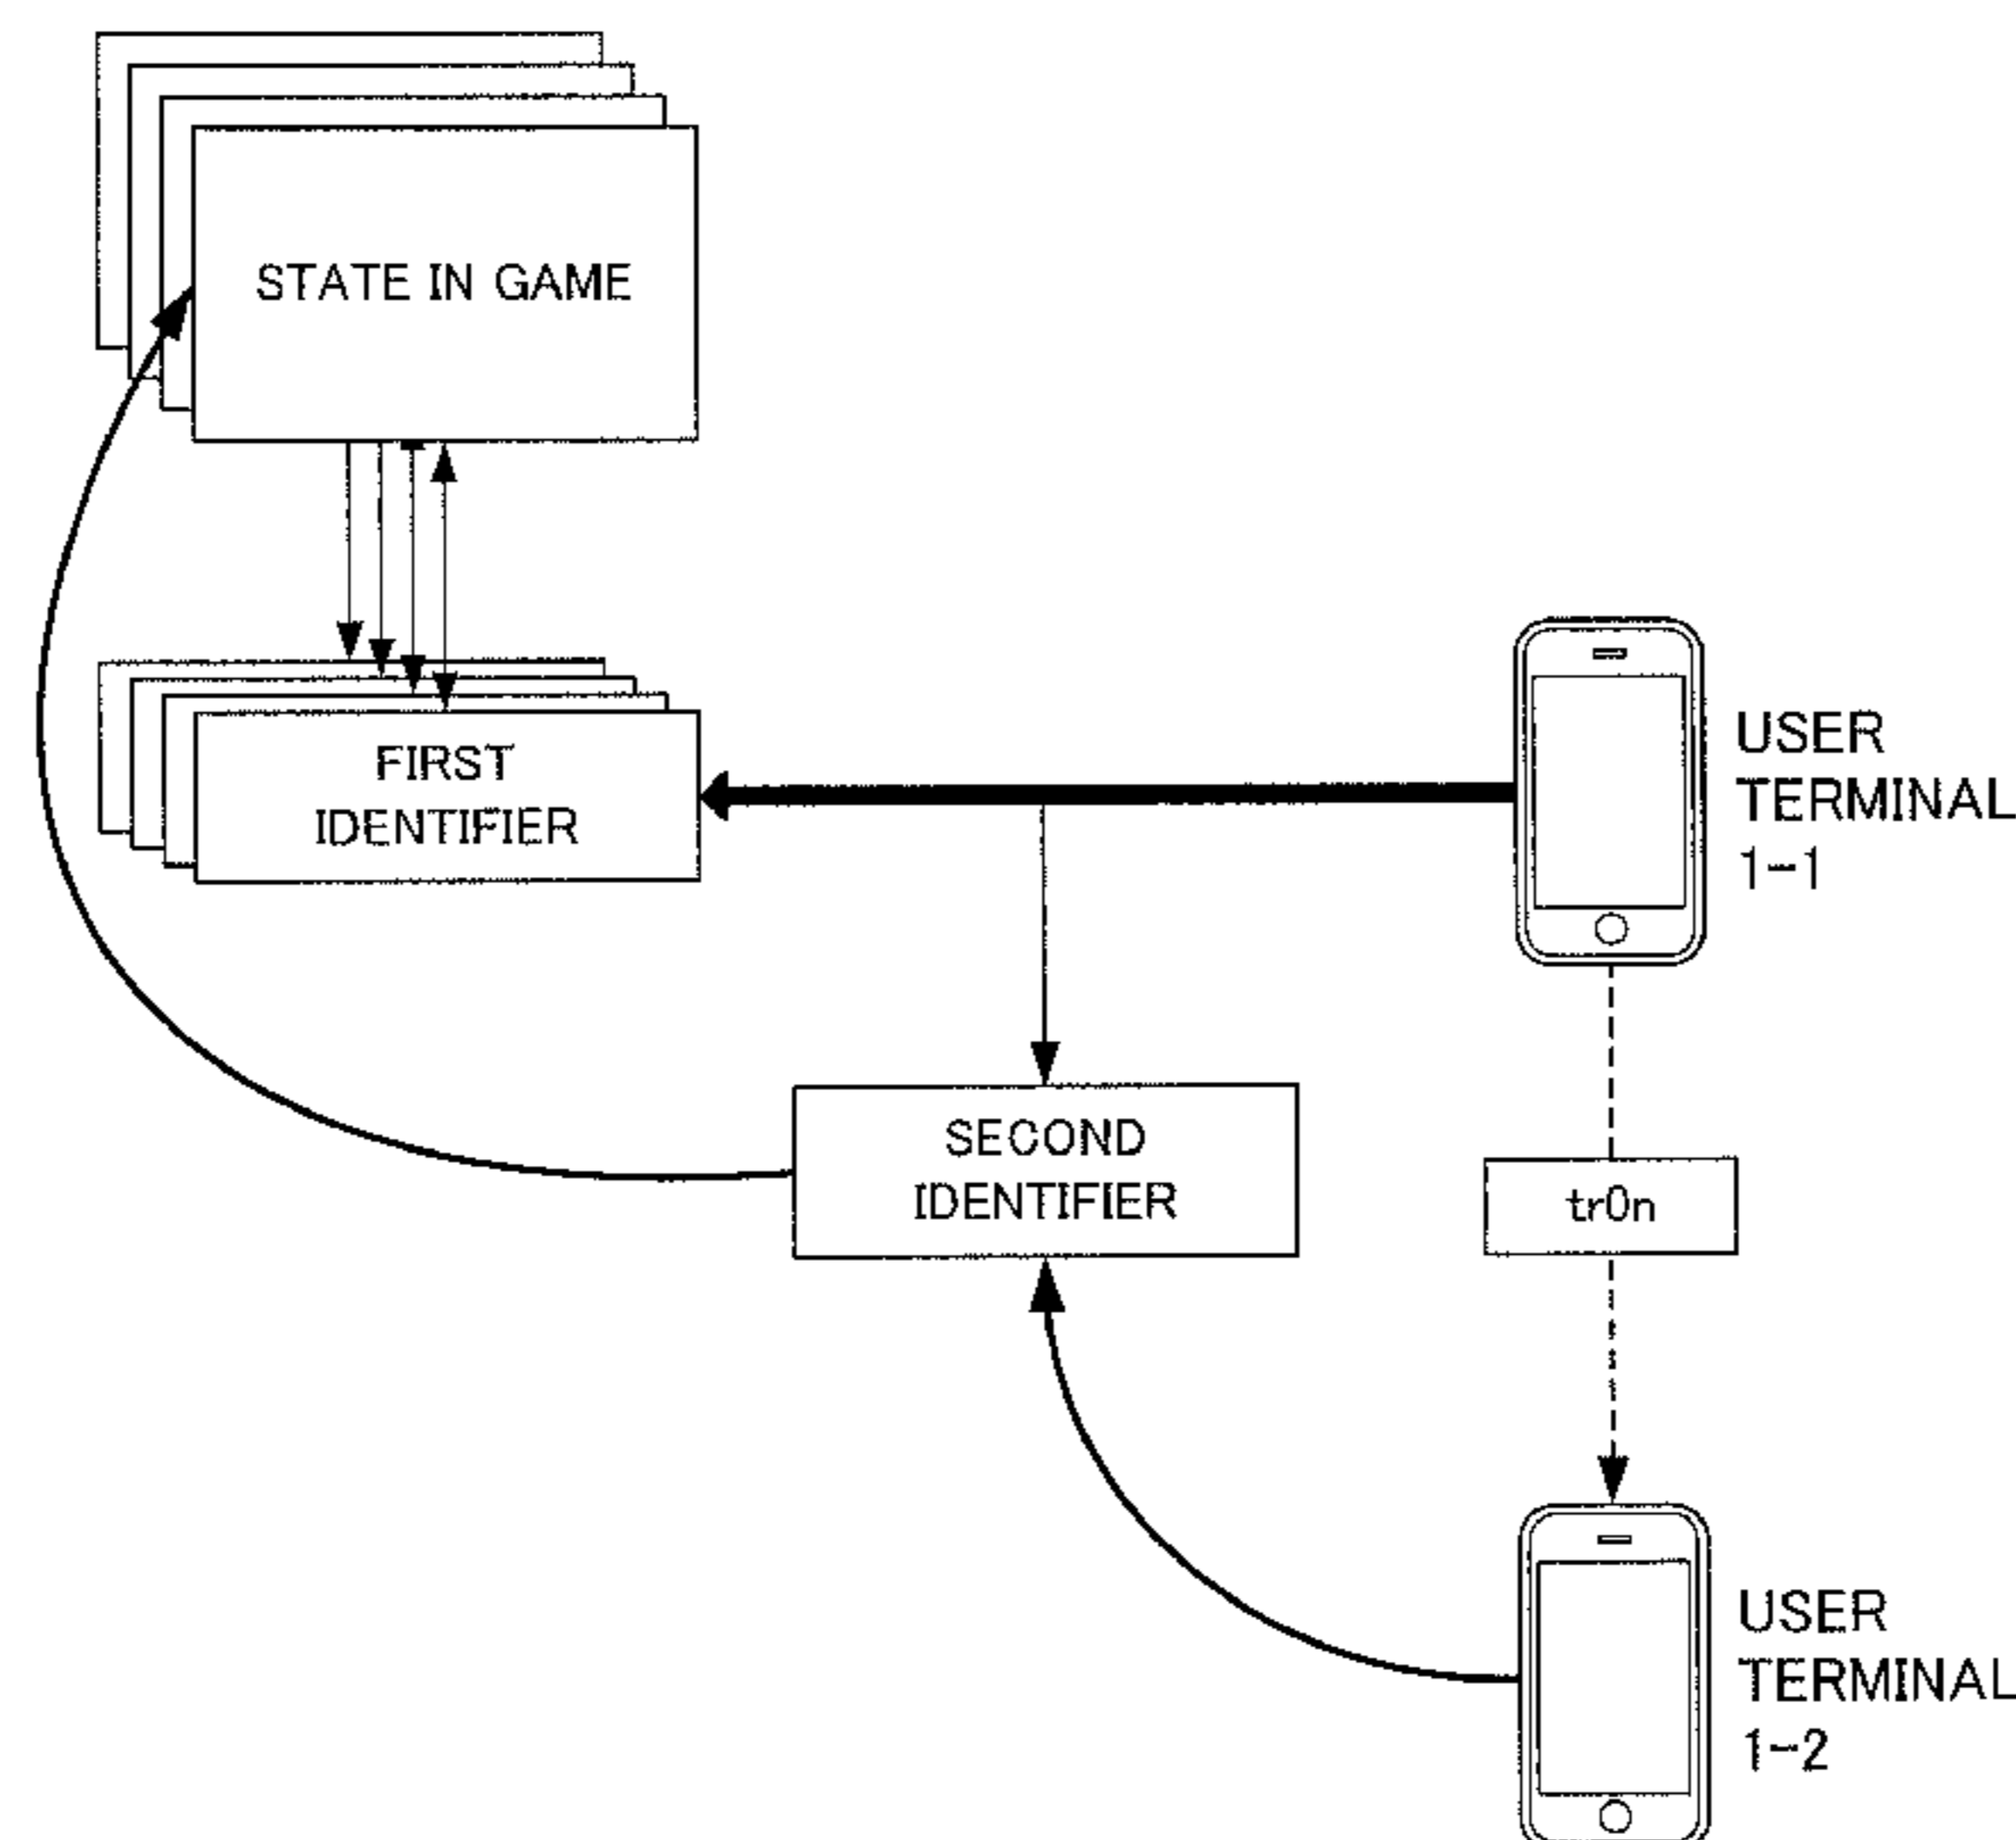 STATE IN GAME
FIRST
IDENTIFIER
USER
TERMINAL
1-1
SECOND
IDENTIFIER
tr0n
USER
TERMINAL
1-2